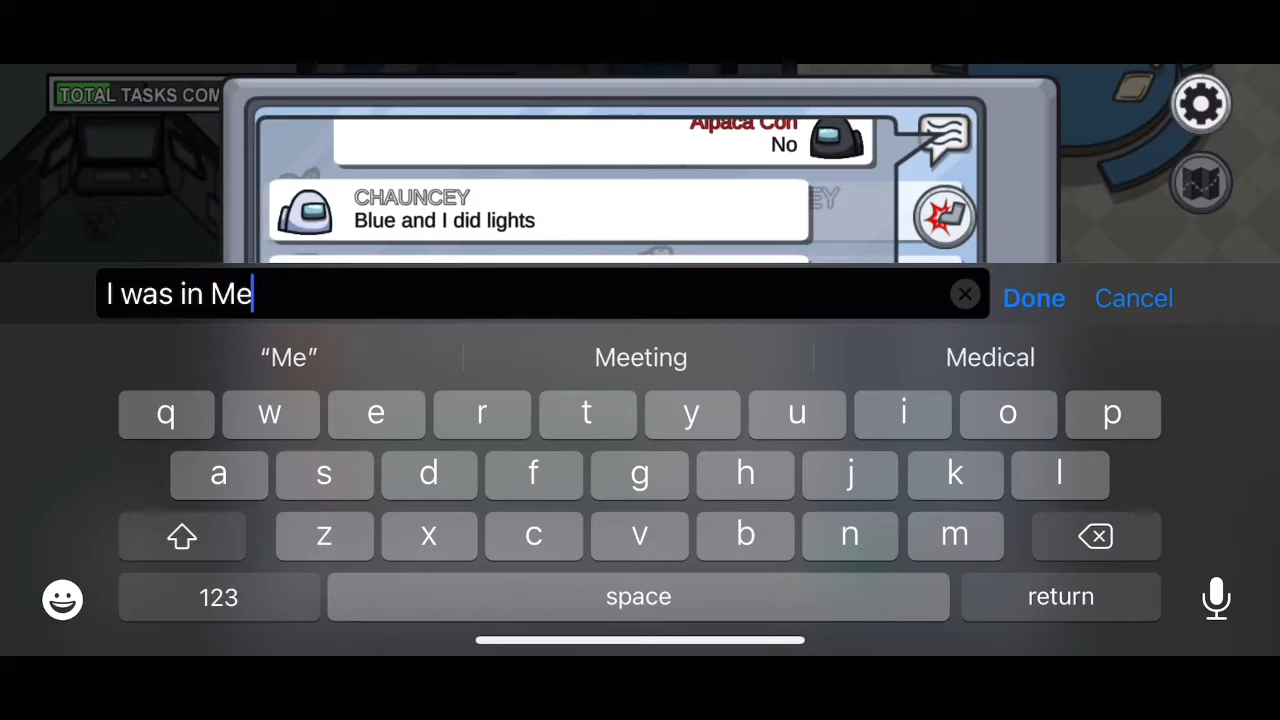 TOTAL TASKS COM
Alpaca Con
No
CHAUNCEY
Blue and I did lights
EY
I was in Me
Done
Cancel
“Me”
Meeting
Medical
q w e r t y u i o p
a s d f g h j k l
z x c v b n m
123
space
return